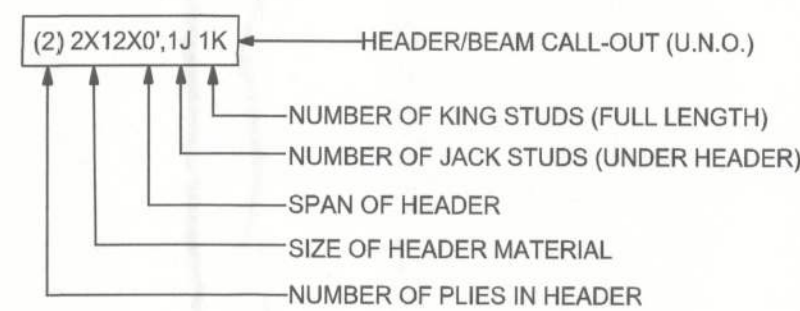 (2) 2X12X0',1J 1K
HEADER/BEAM CALL-OUT (U.N.O.)
NUMBER OF KING STUDS (FULL LENGTH)
NUMBER OF JACK STUDS (UNDER HEADER)
SPAN OF HEADER
SIZE OF HEADER MATERIAL
NUMBER OF PLIES IN HEADER